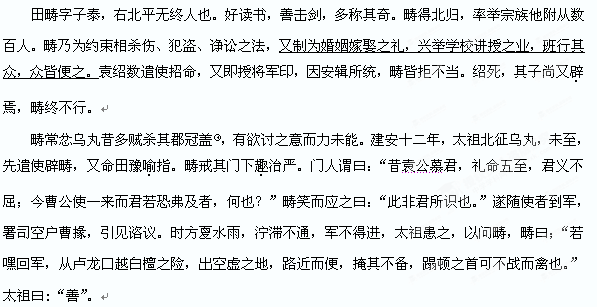 田畴字子泰，右北平无终人也。好读书，善击剑，多称其奇。畴得北归，率举宗族他附从数
百人。畴乃为约束相杀伤、犯盗、诤讼之法，又制为婚姻嫁娶之礼，兴举学校讲授之业，班行其
众，众皆便之。袁绍数遣使招命，又即授将军印，因安辑所统，畴皆拒不当。绍死，其子尚又辟
焉，畴终不行。
畴常忿乌丸昔多贼杀其郡冠盖④，有欲讨之意而力未能。建安十二年，太祖北征乌丸，未至，
先遣使辟畴，又命田豫喻指。畴戒其门下趣治严。门人谓曰：“昔袁公慕君，礼命五至，君义不
屈；今曹公使一来而君若恐弗及者，何也？”畴笑而应之曰：“此非君所识也。”遂随使者到军，
署司空户曹掾，引见谘议。时方夏水雨，泞滞不通，军不得进，太祖患之，以问畴，畴曰：“若
嘿回军，从卢龙口越白檀之险，出空虚之地，路近而便，掩其不备，蹋顿之首可不战而禽也。”
太祖曰：“善”。